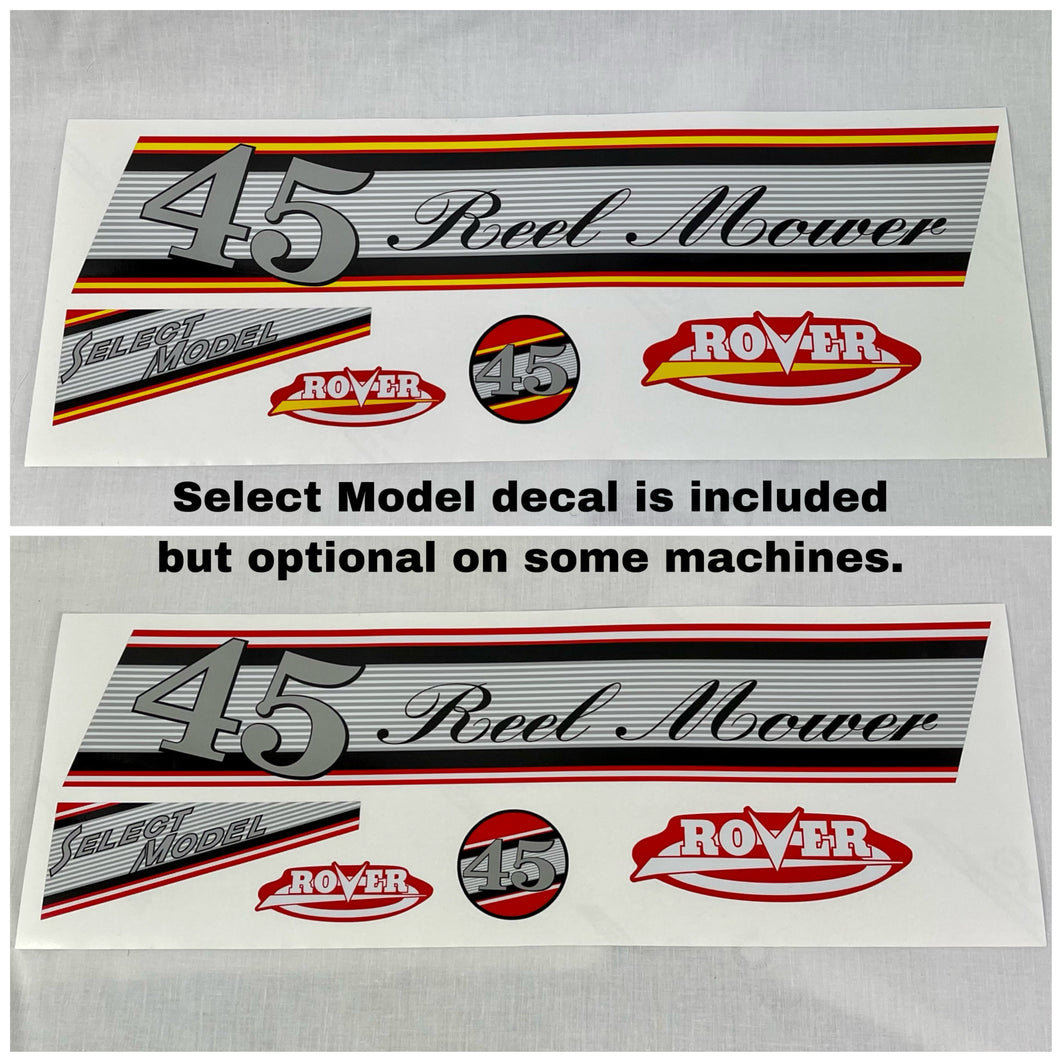 45 Reel Mower
SELECT
MODEL
ROVER
45
ROVER
Select Model decal is included
but optional on some machines.
45 Reel Mower
SELECT
MODEL
ROVER
45
ROVER